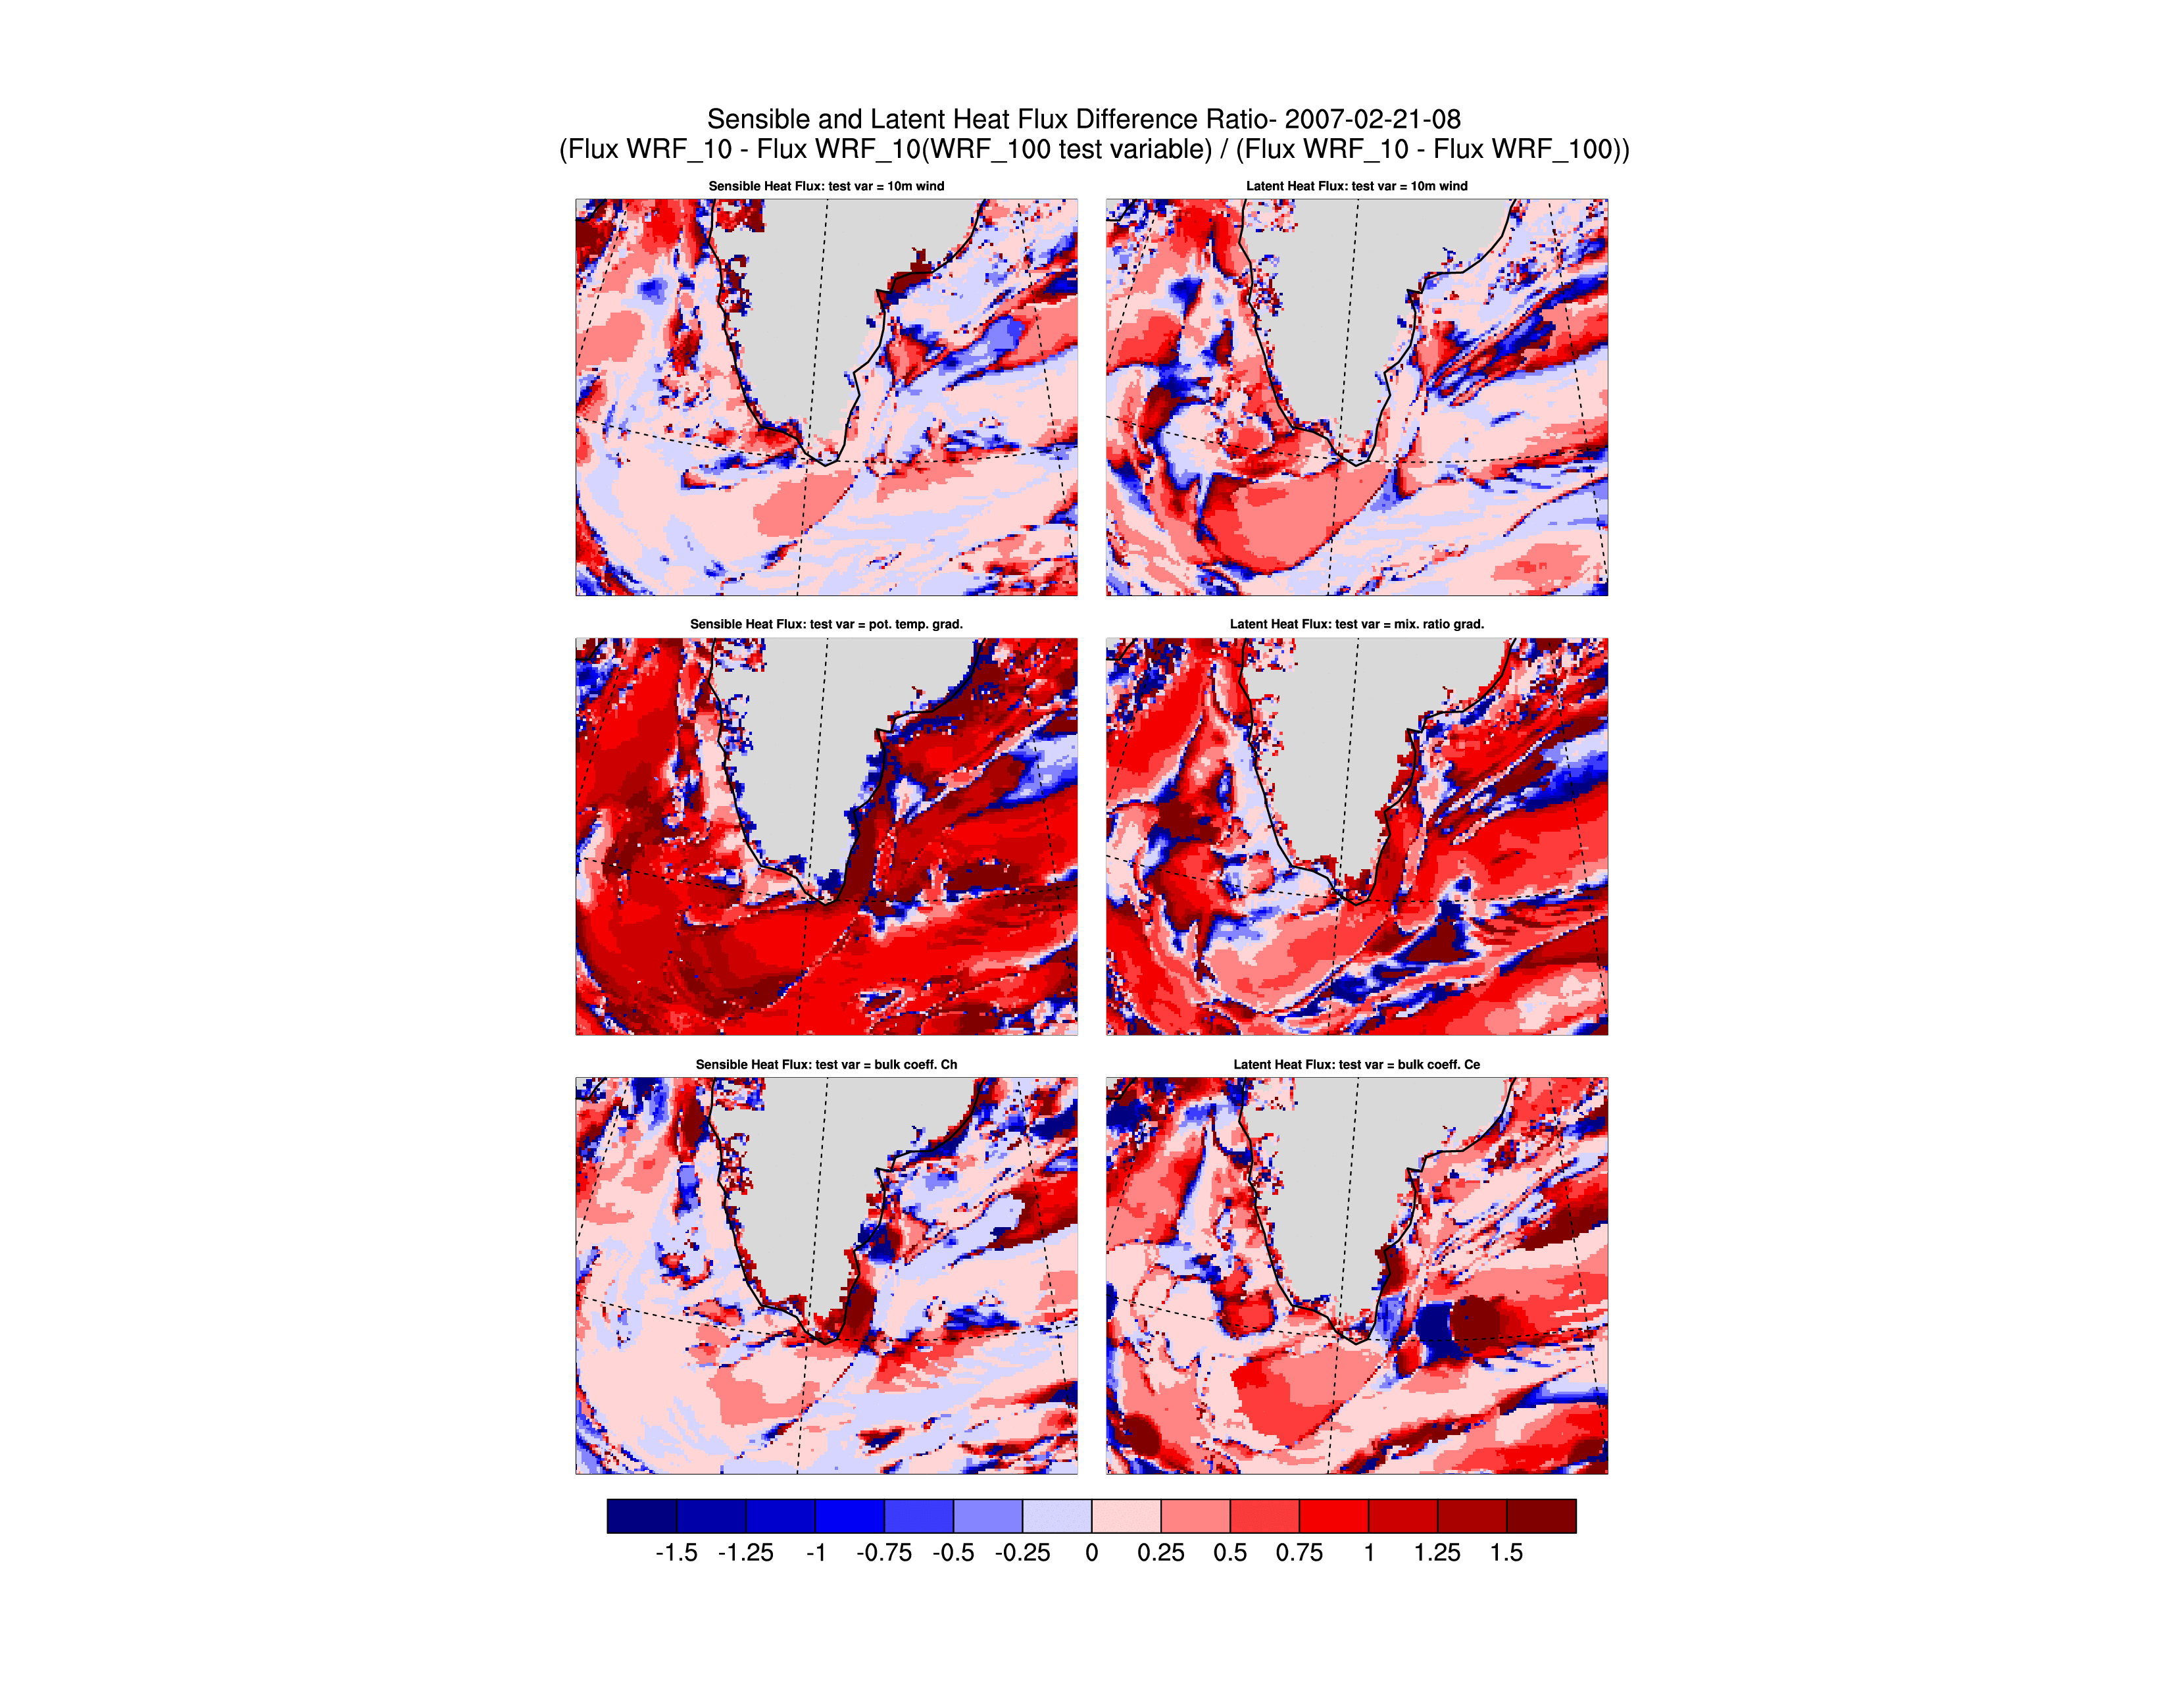 Sensible and Latent Heat Flux Difference Ratio- 2007-02-21-08
(Flux WRF_10 - Flux WRF_10(WRF_100 test variable) / (Flux WRF_10 - Flux WRF_100))
Sensible Heat Flux: test var = 10m wind
Latent Heat Flux: test var = 10m wind
Sensible Heat Flux: test var = pot. temp. grad.
Latent Heat Flux: test var = mix. ratio grad.
Sensible Heat Flux: test var = bulk coeff. Ch
Latent Heat Flux: test var = bulk coeff. Ce
-1.5 -1.25 -1 -0.75 -0.5 -0.25 0 0.25 0.5 0.75 1 1.25 1.5